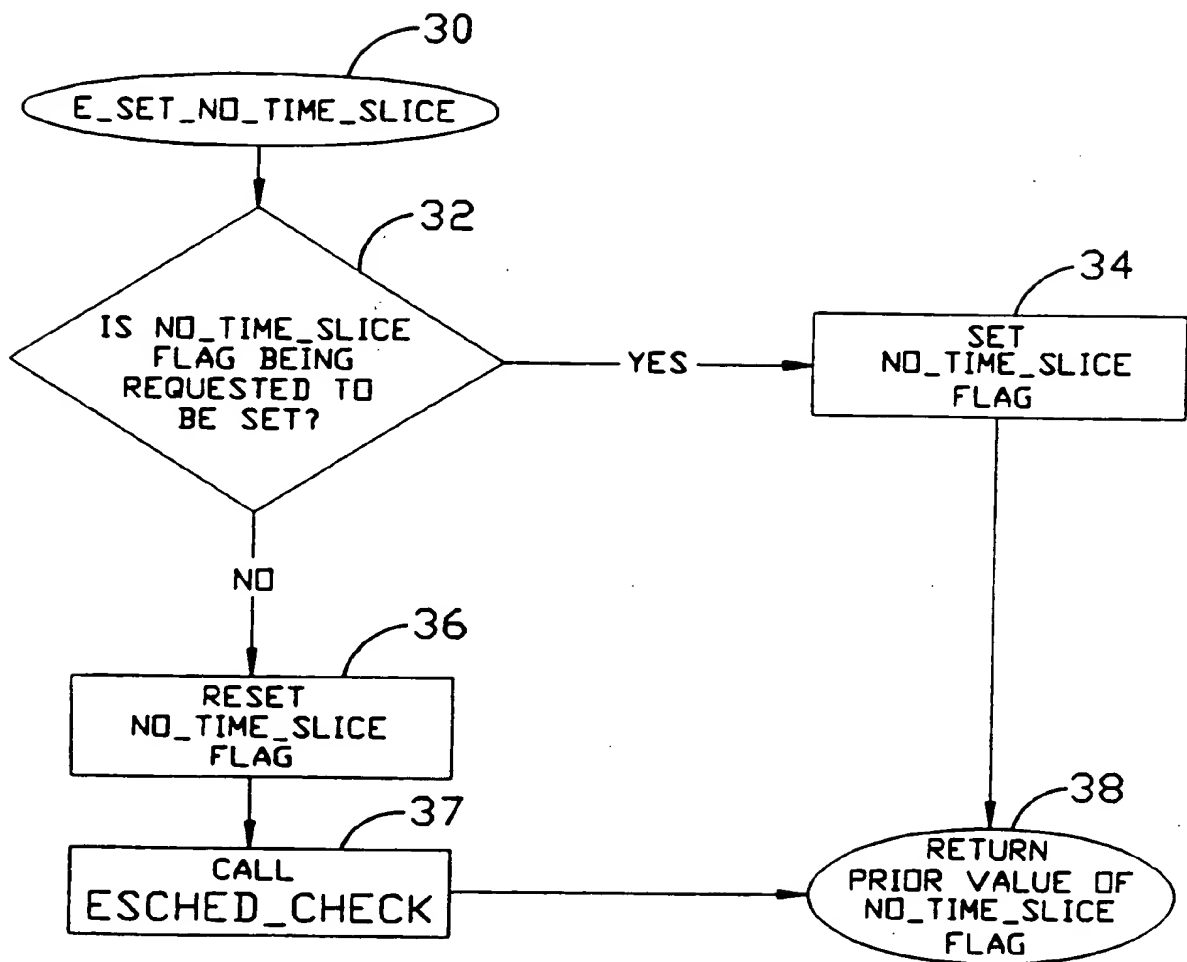 30
E_SET_NO_TIME_SLICE
32
IS NO_TIME_SLICE
FLAG BEING
REQUESTED TO
BE SET?
YES
34
SET
NO_TIME_SLICE
FLAG
NO
36
RESET
NO_TIME_SLICE
FLAG
37
CALL
ESCHED_CHECK
38
RETURN
PRIOR VALUE OF
NO_TIME_SLICE
FLAG